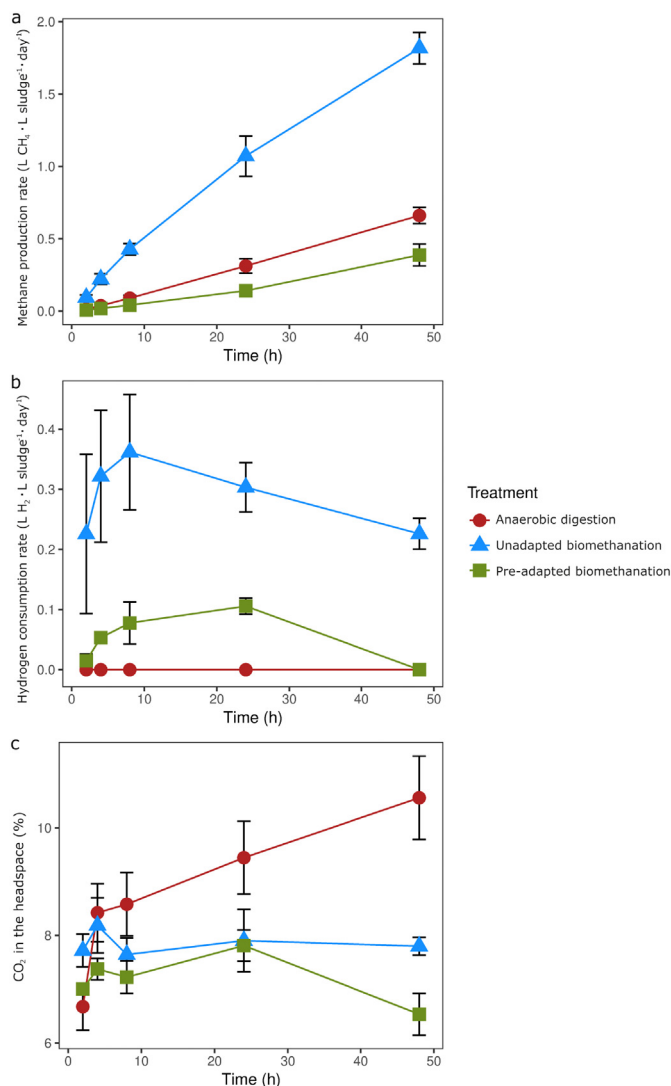 a
Methane production rate (L CH₄ · L sludge⁻¹ · day⁻¹)
2.0
1.5
1.0
0.5
0.0
0 10 20 30 40 50
Time (h)
b
Hydrogen consumption rate (L H₂ · L sludge⁻¹ · day⁻¹)
0.4
0.3
0.2
0.1
0.0
0 10 20 30 40 50
Time (h)
Treatment
Anaerobic digestion
Unadapted biomethanation
Pre-adapted biomethanation
c
CO₂ in the headspace (%)
10
8
6
0 10 20 30 40 50
Time (h)